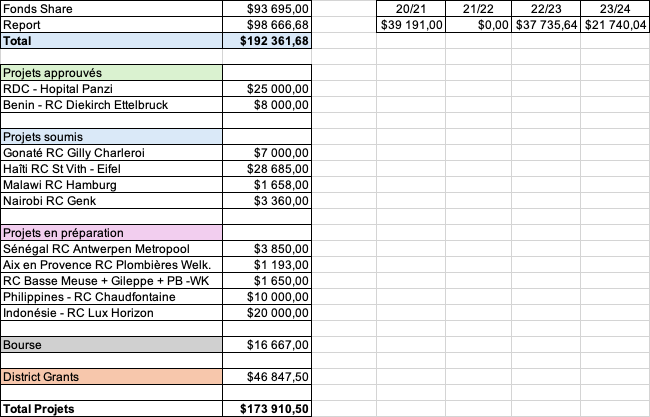 Fonds Share $93 695,00 20/21 21/22 22/23 23/24
Report $98 666,68 $39 191,00 $0,00 $37 735,64 $21 740,04
Total $192 361,68
Projets approuvés
RDC - Hopital Panzi $25 000,00
Benin - RC Diekirch Ettelbruck $8 000,00
Projets soumis
Gonaté RC Gilly Charleroi $7 000,00
Haîti RC St Vith - Eifel $28 685,00
Malawi RC Hamburg $1 658,00
Nairobi RC Genk $3 360,00
Projets en préparation
Sénégal RC Antwerpen Metropool $3 850,00
Aix en Provence RC Plombières Welk. $1 193,00
RC Basse Meuse + Gileppe + PB -WK $1 650,00
Philippines - RC Chaudfontaine $10 000,00
Indonésie - RC Lux Horizon $20 000,00
Bourse $16 667,00
District Grants $46 847,50
Total Projets $173 910,50